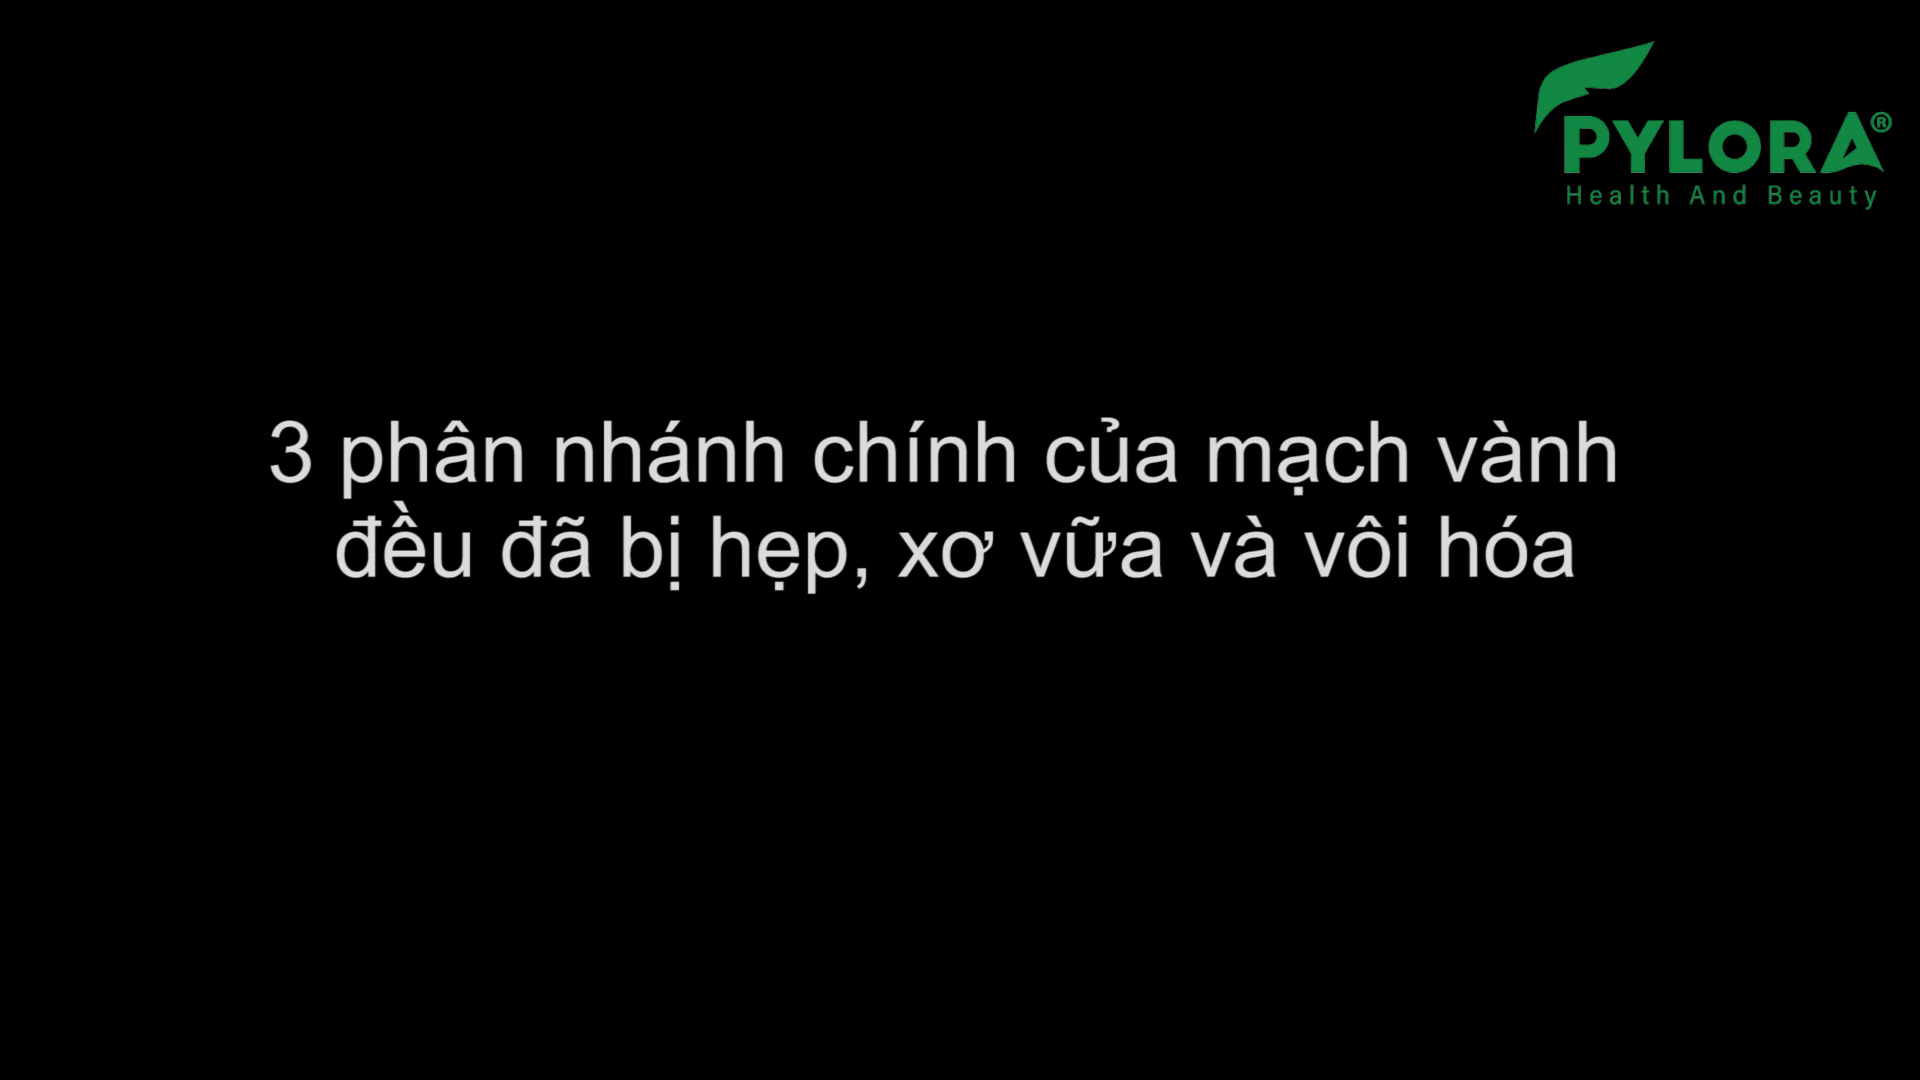 PYLORA®
Health And Beauty
3 phân nhánh chính của mạch vành
đều đã bị hẹp, xơ vữa và vôi hóa